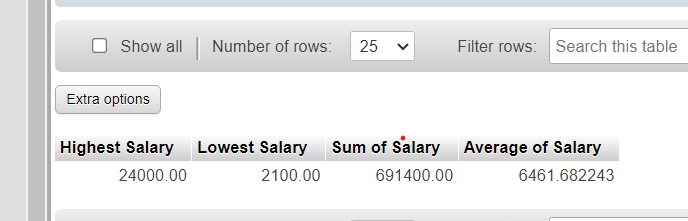 Show all Number of rows: 25 Filter rows: Search this table
Extra options
Highest Salary Lowest Salary Sum of Salary Average of Salary
24000.00 2100.00 691400.00 6461.682243